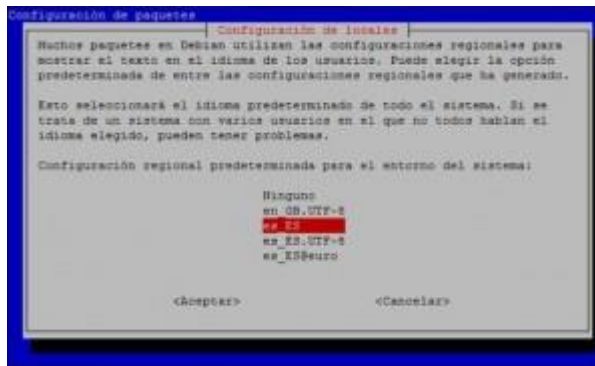 Configuración de paquetes
Configuración de locales
Muchos paquetes en Debian utilizan las configuraciones regionales para
mostrar el texto en el idioma de los usuarios. Puede elegir la opción
predeterminada de entre las configuraciones regionales que ha generado.
Esto seleccionará el idioma predeterminado de todo el sistema. Si se
trata de un sistema con varios usuarios en el que no todos hablan el
idioma elegido, pueden tener problemas.
Configuración regional predeterminada para el entorno del sistema:
Ninguno
en_GB.UTF-8
es_ES
es_ES.UTF-8
es_ES@euro
<Aceptar> <Cancelar>